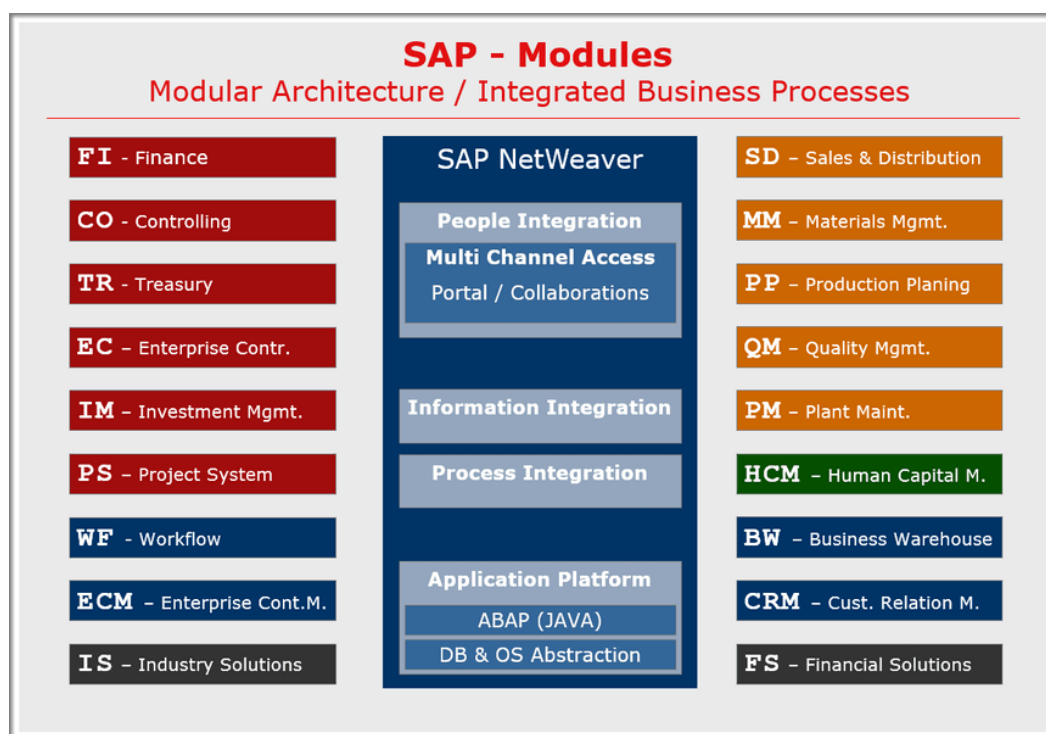 SAP - Modules
Modular Architecture / Integrated Business Processes
FI - Finance
CO - Controlling
TR - Treasury
EC – Enterprise Contr.
IM – Investment Mgmt.
PS – Project System
WF - Workflow
ECM – Enterprise Cont.M.
IS – Industry Solutions
SAP NetWeaver
People Integration
Multi Channel Access
Portal / Collaborations
Information Integration
Process Integration
Application Platform
ABAP (JAVA)
DB & OS Abstraction
SD – Sales & Distribution
MM – Materials Mgmt.
PP – Production Planing
QM – Quality Mgmt.
PM – Plant Maint.
HCM – Human Capital M.
BW – Business Warehouse
CRM – Cust. Relation M.
FS – Financial Solutions